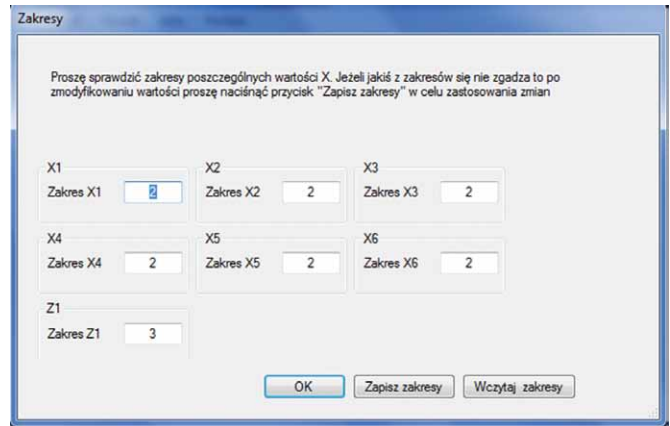 Zakresy
Proszę sprawdzić zakresy poszczególnych wartości X. Jeżeli jakiś z zakresów się nie zgadza to po
zmodyfikowaniu wartości proszę nacisnąć przycisk "Zapisz zakresy" w celu zastosowania zmian
X1 X2 X3
Zakres X1 2 Zakres X2 2 Zakres X3 2
X4 X5 X6
Zakres X4 2 Zakres X5 2 Zakres X6 2
Z1
Zakres Z1 3
OK Zapisz zakresy Wczytaj zakresy